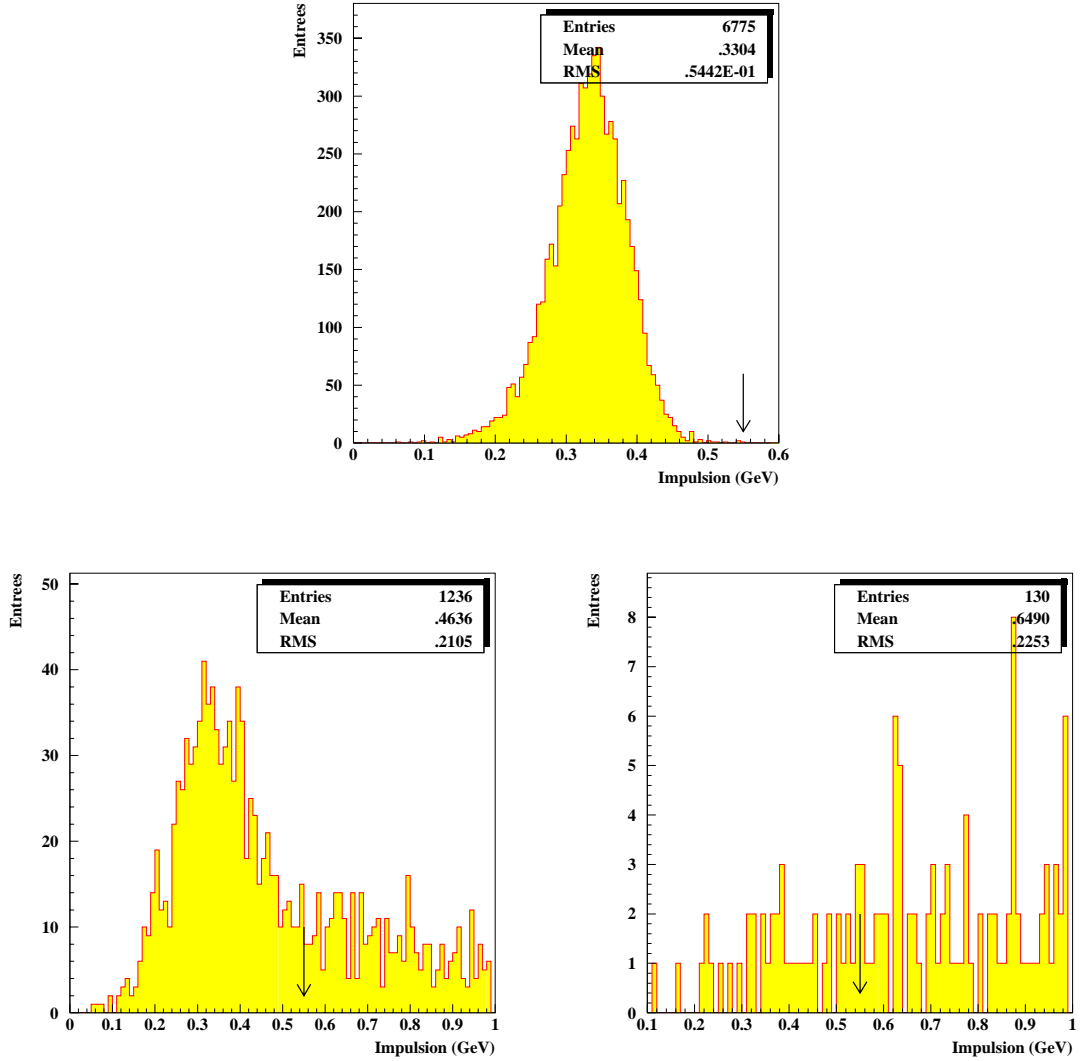 Entrees
Entries 6775
Mean .3304
RMS .5442E-01
350
300
250
200
150
100
50
0
0 0.1 0.2 0.3 0.4 0.5 0.6
Impulsion (GeV)
Entrees
Entries 1236
Mean .4636
RMS .2105
50
40
30
20
10
0
0 0.1 0.2 0.3 0.4 0.5 0.6 0.7 0.8 0.9 1
Impulsion (GeV)
Entrees
Entries 130
Mean .6490
RMS .2253
8
7
6
5
4
3
2
1
0
0.1 0.2 0.3 0.4 0.5 0.6 0.7 0.8 0.9 1
Impulsion (GeV)